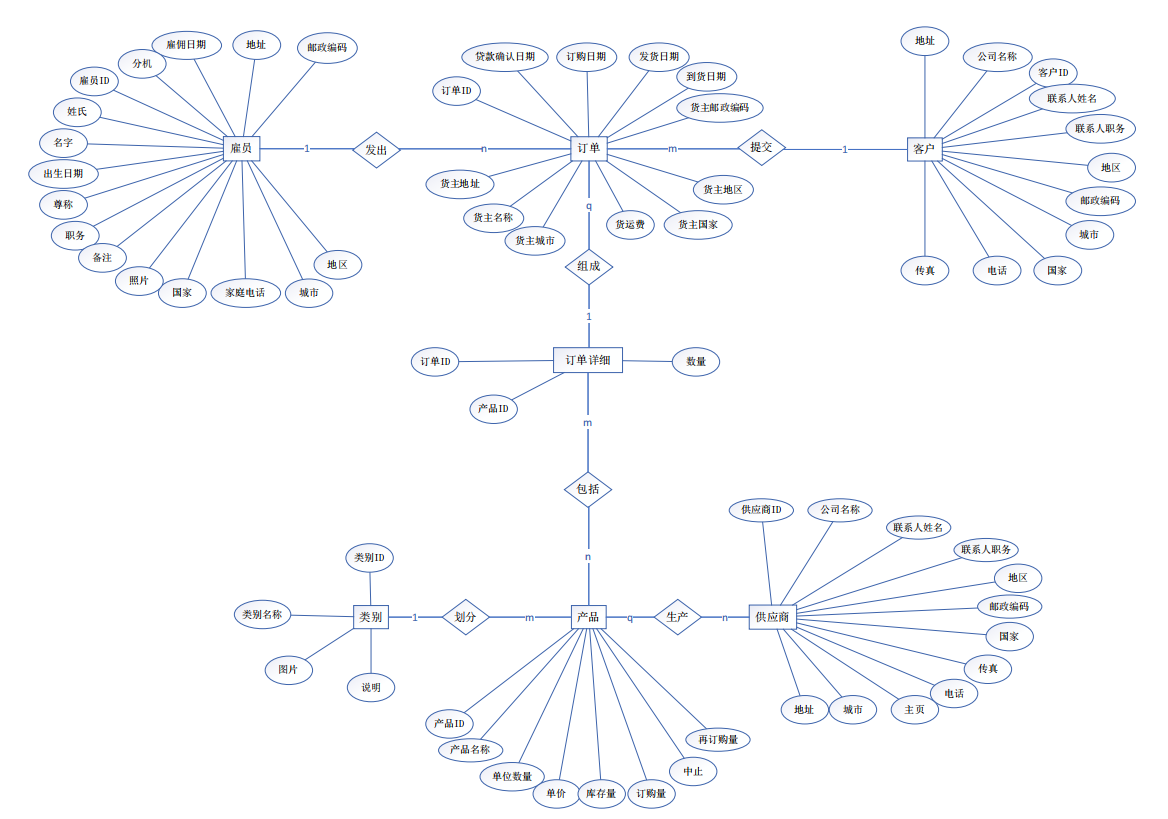 雇佣日期
地址
邮政编码
分机
雇员ID
姓氏
名字
出生日期
尊称
职务
备注
照片
国家
家庭电话
城市
地区
雇员
1
发出
n
贷款确认日期
订购日期
发货日期
到货日期
订单ID
货主邮政编码
订单
货主地址
货主名称
货主城市
货运费
货主国家
货主地区
m
提交
1
地址
公司名称
客户ID
联系人姓名
联系人职务
地区
邮政编码
城市
国家
电话
传真
客户
q
组成
1
订单ID
订单详细
数量
产品ID
m
包括
n
类别ID
类别名称
类别
图片
说明
1
划分
m
产品
q
生产
n
供应商
供应商ID
公司名称
联系人姓名
联系人职务
地区
邮政编码
国家
传真
电话
主页
城市
地址
产品ID
产品名称
单位数量
单价
库存量
订购量
中止
再订购量